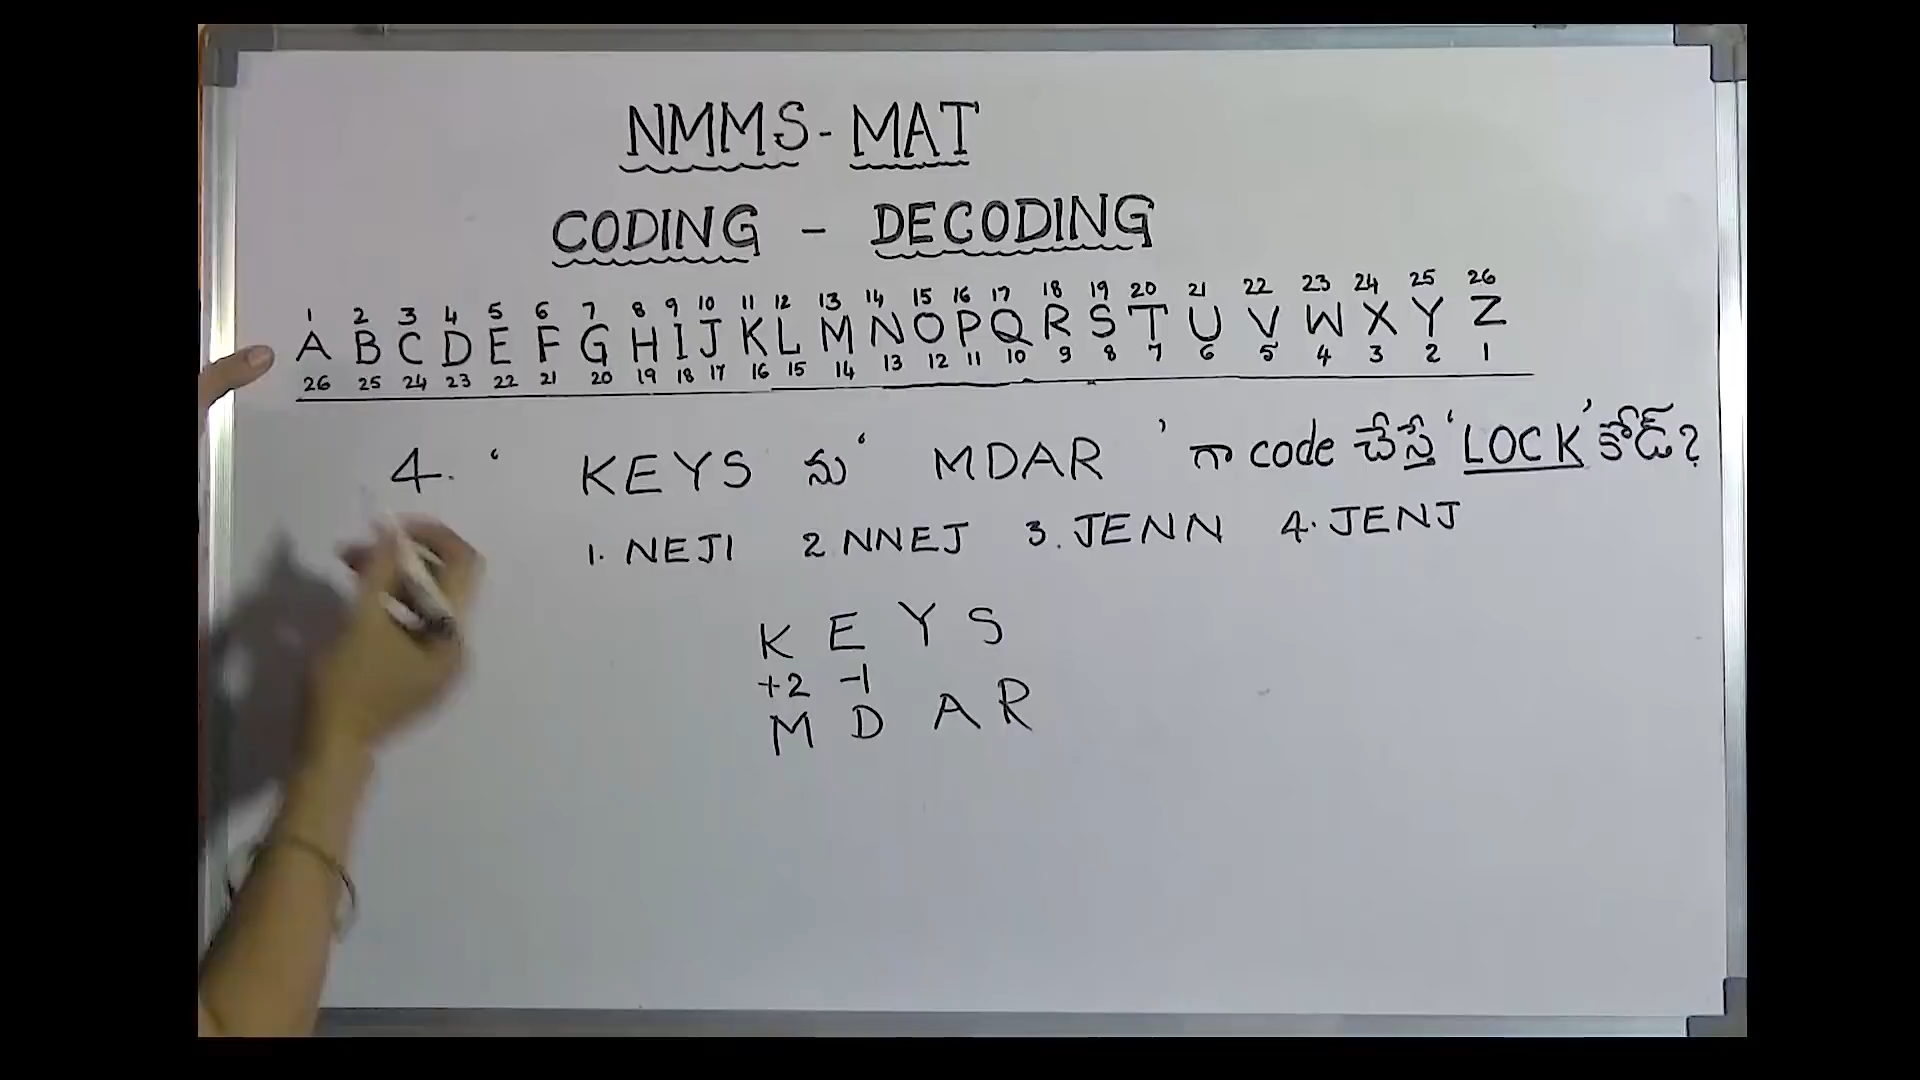 NMMS - MAT
CODING - DECODING
1 2 3 4 5 6 7 8 9 10 11 12 13 14 15 16 17 18 19 20 21 22 23 24 25 26
A B C D E F G H I J K L M N O P Q R S T U V W X Y Z
26 25 24 23 22 21 20 19 18 17 16 15 14 13 12 11 10 9 8 7 6 5 4 3 2 1
4. ‘ KEYS ను ‘ MDAR ’ గా code చేస్తే ‘LOCK’ కోడ్?
1. NEJI 2 NNEJ 3. JENN 4. JENJ
K E Y S
+2 -1
M D A R